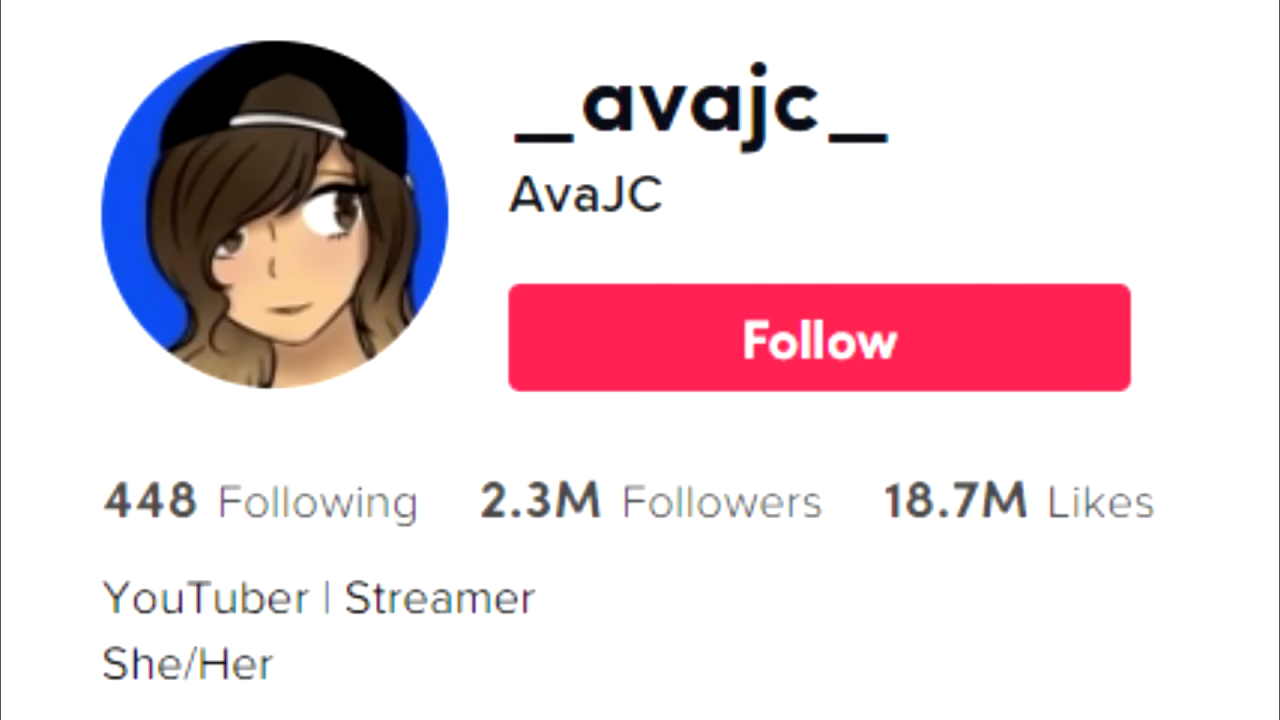 _avajc_
AvaJC
Follow
448 Following 2.3M Followers 18.7M Likes
YouTuber | Streamer
She/Her